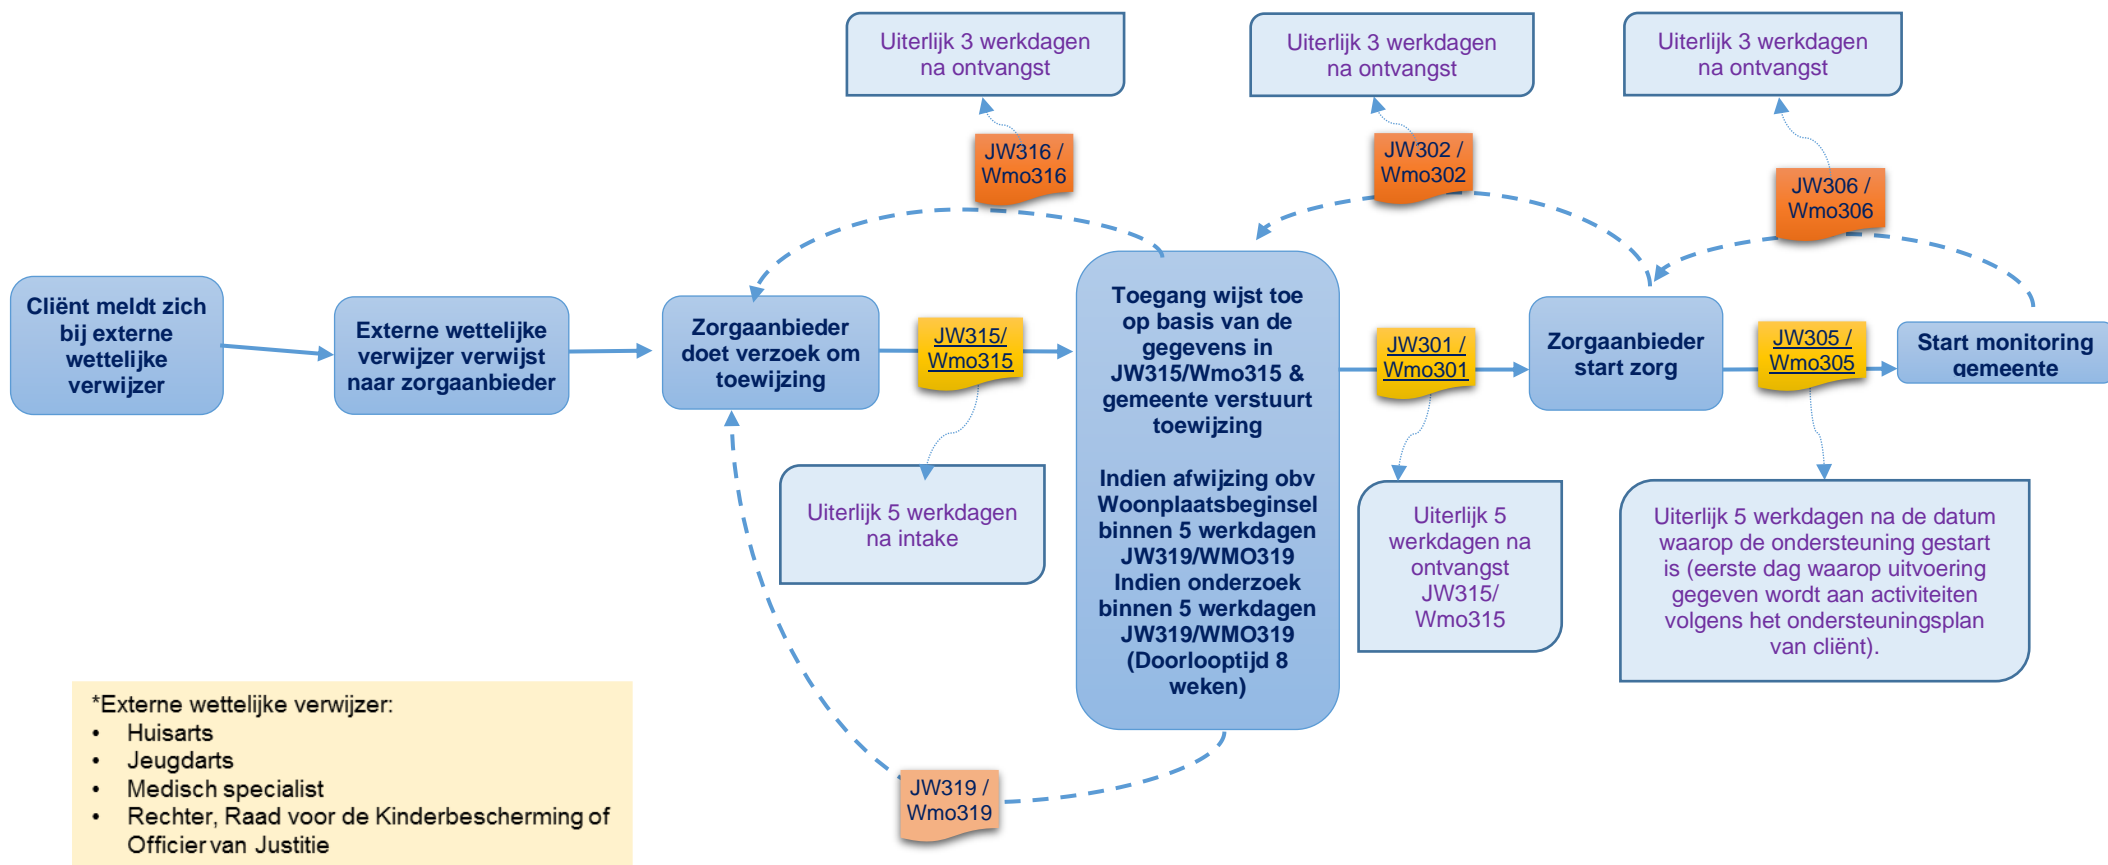 Uiterlijk 3 werkdagen
na ontvangst
Uiterlijk 3 werkdagen
na ontvangst
Uiterlijk 3 werkdagen
na ontvangst
JW316 /
Wmo316
JW302 /
Wmo302
JW306 /
Wmo306
Cliënt meldt zich
bij externe
wettelijke
verwijzer
Externe wettelijke
verwijzer verwijst
naar zorgaanbieder
Zorgaanbieder
doet verzoek om
toewijzing
JW315/
Wmo315
Toegang wijst toe
op basis van de
gegevens in
JW315/Wmo315 &
gemeente verstuurt
toewijzing
Indien afwijzing obv
Woonplaatsbeginsel
binnen 5 werkdagen
JW319/WMO319
Indien onderzoek
binnen 5 werkdagen
JW319/WMO319
(Doorlooptijd 8
weken)
JW301 /
Wmo301
Zorgaanbieder
start zorg
JW305 /
Wmo305
Start monitoring
gemeente
Uiterlijk 5 werkdagen
na intake
Uiterlijk 5
werkdagen na
ontvangst
JW315/
Wmo315
Uiterlijk 5 werkdagen na de datum
waarop de ondersteuning gestart
is (eerste dag waarop uitvoering
gegeven wordt aan activiteiten
volgens het ondersteuningsplan
van cliënt).
*Externe wettelijke verwijzer:
• Huisarts
• Jeugdarts
• Medisch specialist
• Rechter, Raad voor de Kinderbescherming of
Officier van Justitie
JW319 /
Wmo319